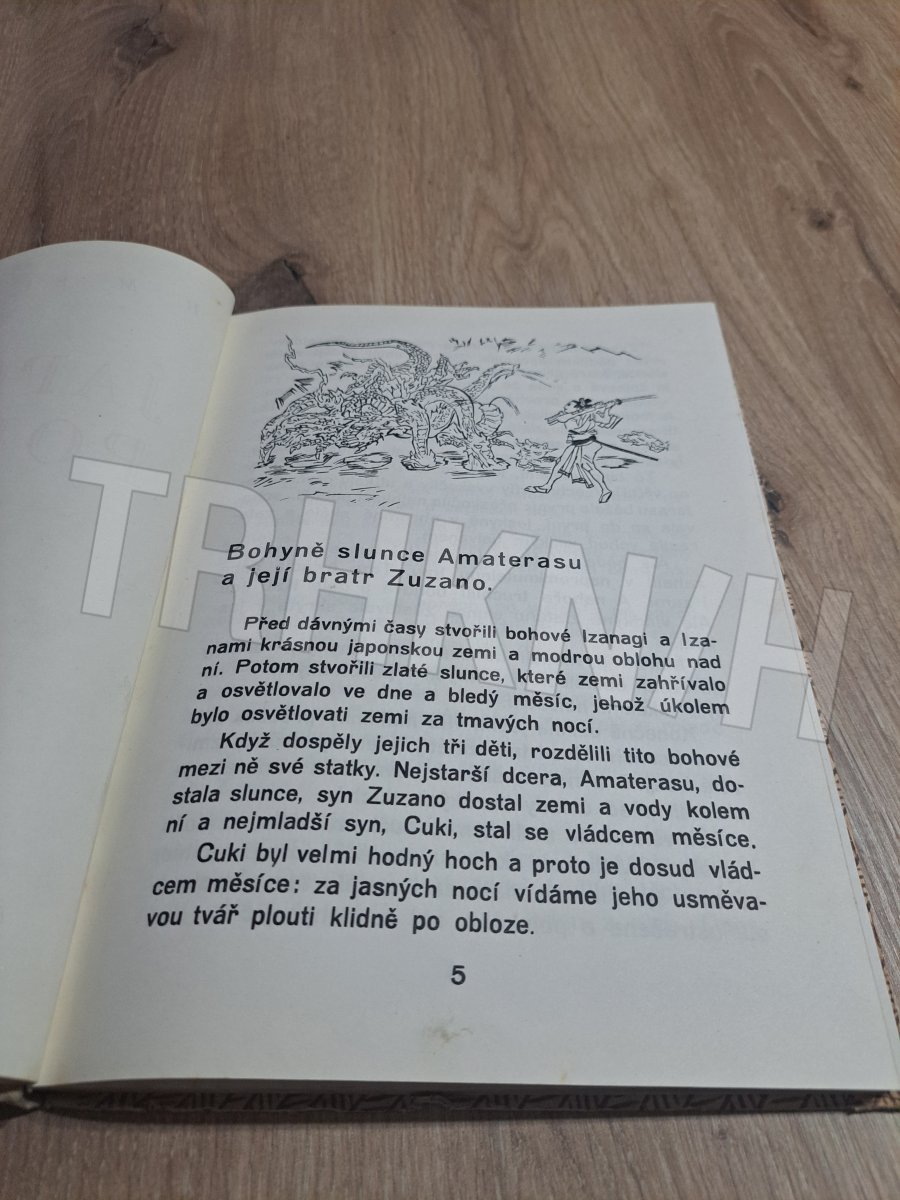 Bohyně slunce Amaterasu
a její bratr Zuzano.
Před dávnými časy stvořili bohové Izanagi a Iza-
nami krásnou japonskou zemi a modrou oblohu nad
ní. Potom stvořili zlaté slunce, které zemi zahřívalo
a osvětlovalo ve dne a bledý měsíc, jehož úkolem
bylo osvětlovati zemi za tmavých nocí.
Když dospěly jejich tři děti, rozdělili tito bohové
mezi ně své statky. Nejstarší dcera, Amaterasu, do-
stala slunce, syn Zuzano dostal zemi a vody kolem
ní a nejmladší syn, Cuki, stal se vládcem měsíce.
Cuki byl velmi hodný hoch a proto je dosud vlád-
cem měsíce: za jasných nocí vídáme jeho usměva-
vou tvář plouti klidně po obloze.
5
TRHKNIH